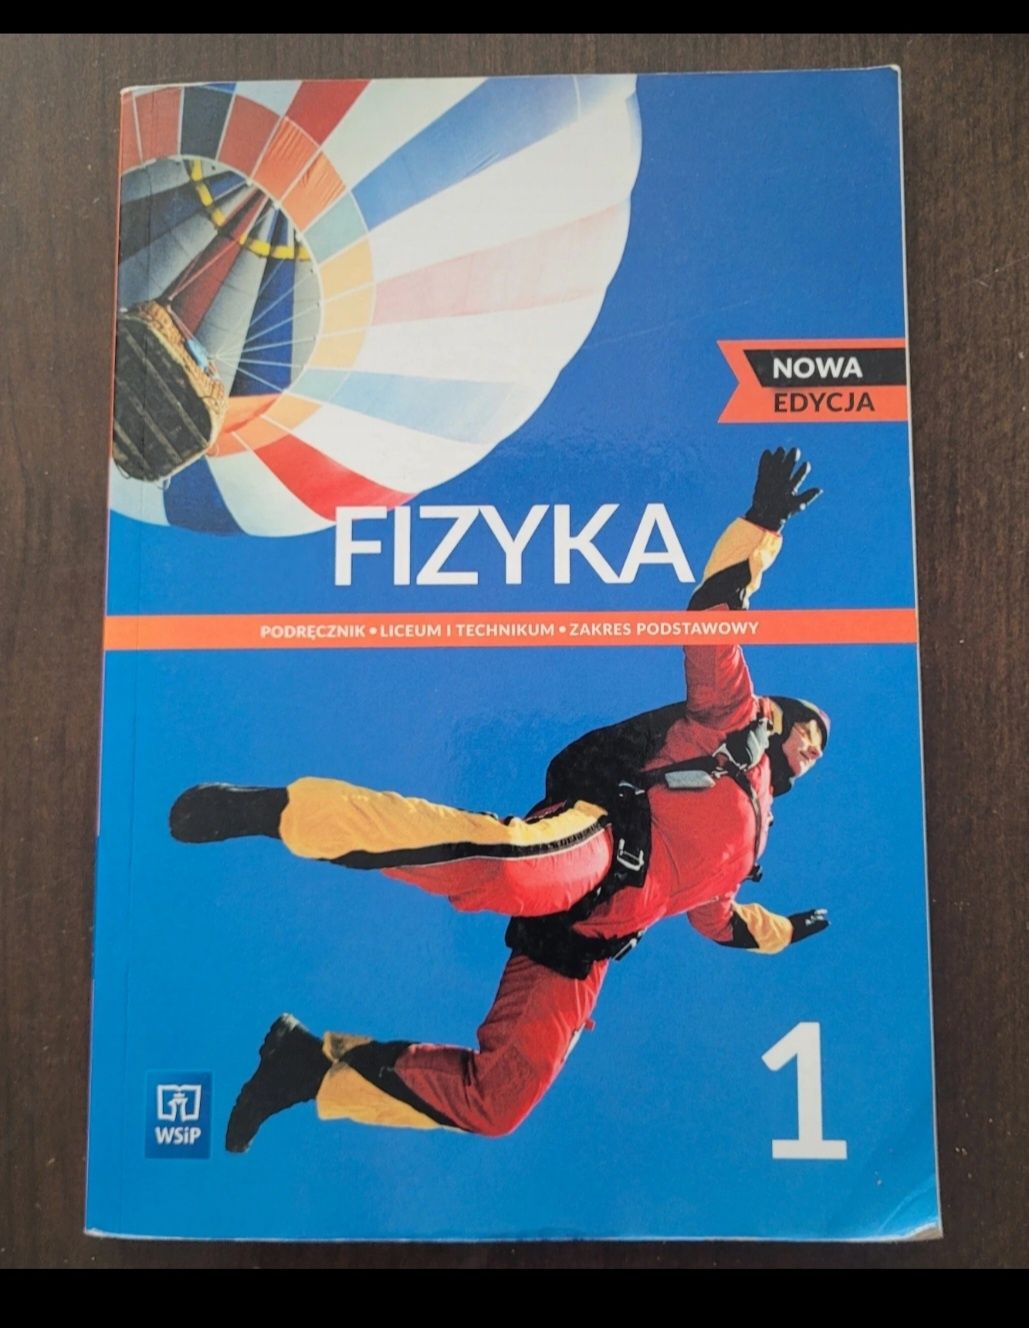 NOWA
EDYCJA
FIZYKA
PODRĘCZNIK • LICEUM I TECHNIKUM • ZAKRES PODSTAWOWY
1
WSiP